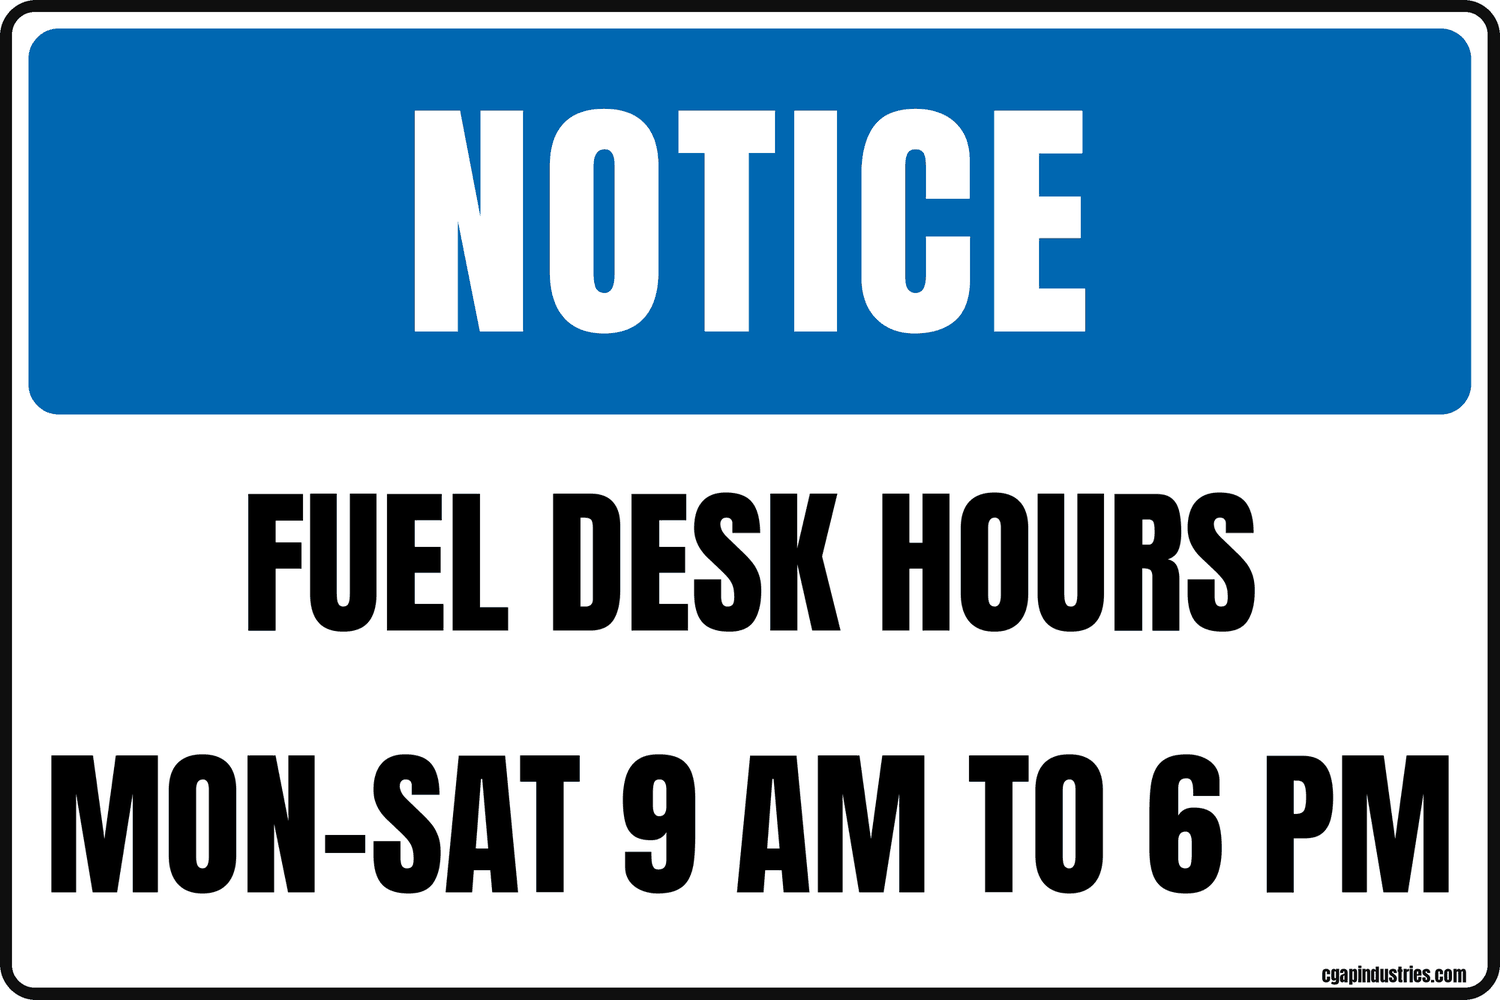 NOTICE
FUEL DESK HOURS
MON-SAT 9 AM TO 6 PM
cgapindustries.com